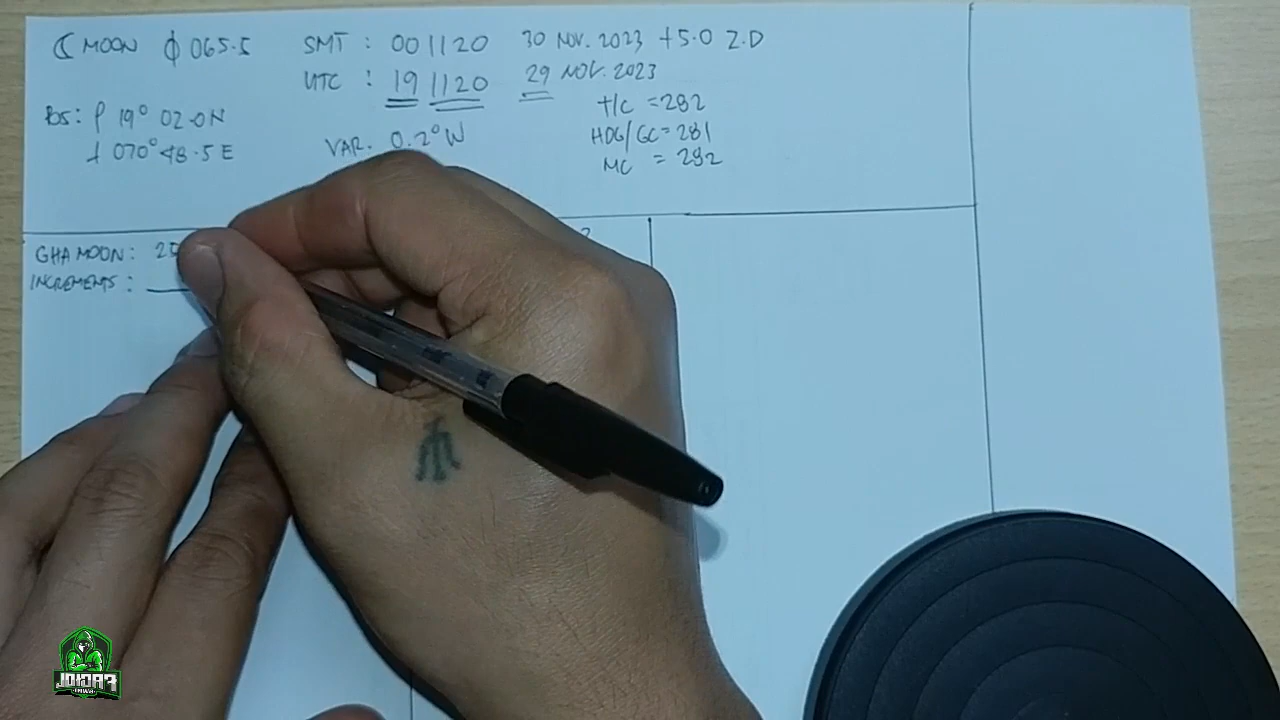 ☾ MOON ϕ 065.5
SMT : 001120 30 NOV. 2023 +5.0 Z.D
UTC : 191120 29 NOV. 2023
T/C = 282
POS: φ 19° 02.0N
HDG/GC = 281
VAR. 0.2° W
λ 070° 48.5 E
MC = 282
GHA MOON:
INCREMENTS: